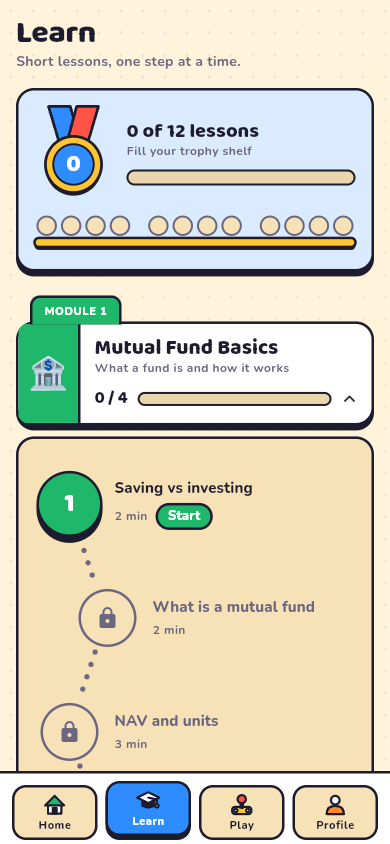 Learn
Short lessons, one step at a time.
0
0 of 12 lessons
Fill your trophy shelf
MODULE 1
$
Mutual Fund Basics
What a fund is and how it works
0 / 4
1
Saving vs investing
2 min
Start
What is a mutual fund
2 min
NAV and units
3 min
Home
Learn
Play
Profile